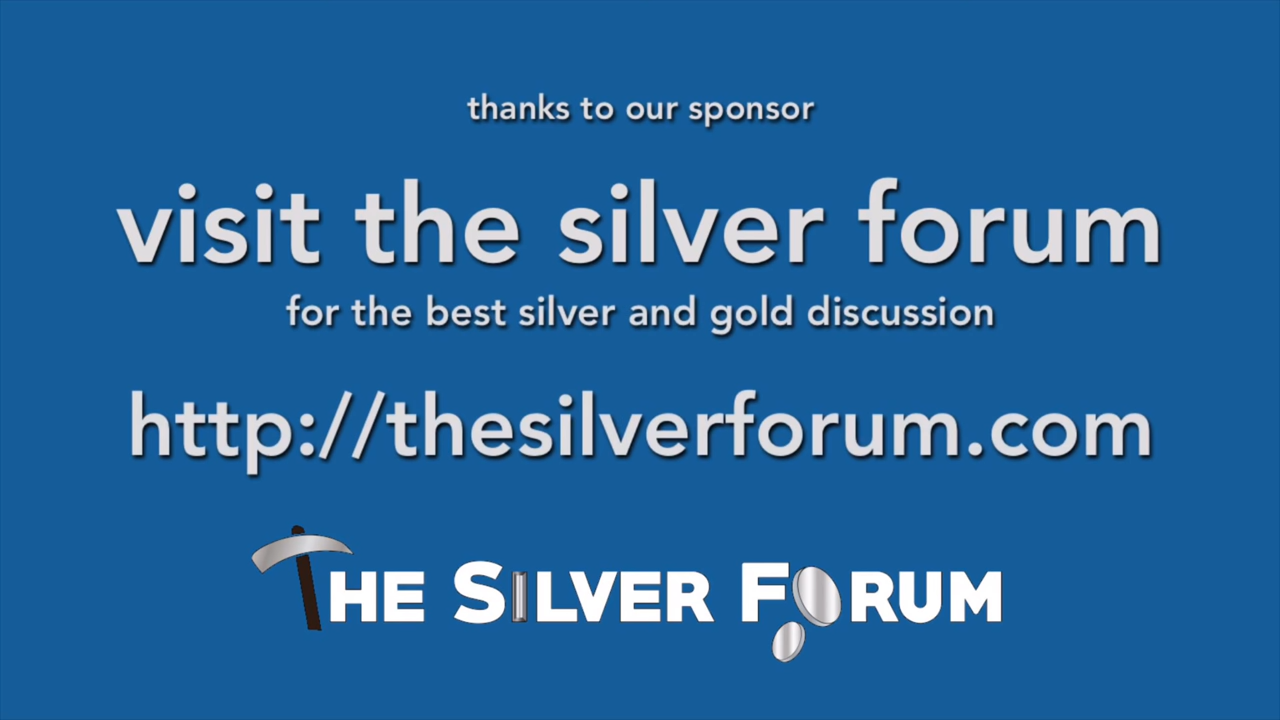 thanks to our sponsor
visit the silver forum
for the best silver and gold discussion
http://thesilverforum.com
THE SILVER FORUM